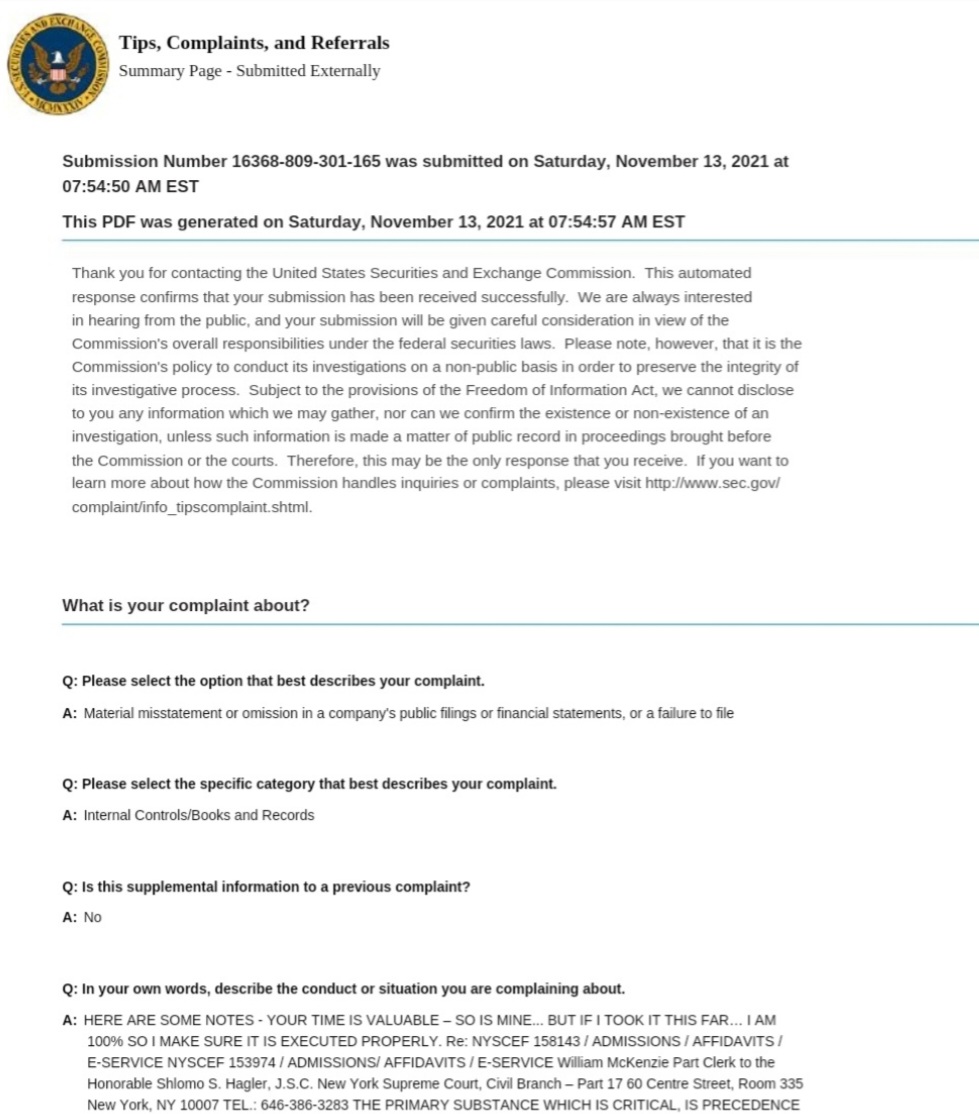 U.S. SECURITIES AND EXCHANGE COMMISSION
MCMXXXIV
Tips, Complaints, and Referrals
Summary Page - Submitted Externally
Submission Number 16368-809-301-165 was submitted on Saturday, November 13, 2021 at
07:54:50 AM EST
This PDF was generated on Saturday, November 13, 2021 at 07:54:57 AM EST
Thank you for contacting the United States Securities and Exchange Commission.  This automated
response confirms that your submission has been received successfully.  We are always interested
in hearing from the public, and your submission will be given careful consideration in view of the
Commission's overall responsibilities under the federal securities laws.  Please note, however, that it is the
Commission's policy to conduct its investigations on a non-public basis in order to preserve the integrity of
its investigative process.  Subject to the provisions of the Freedom of Information Act, we cannot disclose
to you any information which we may gather, nor can we confirm the existence or non-existence of an
investigation, unless such information is made a matter of public record in proceedings brought before
the Commission or the courts.  Therefore, this may be the only response that you receive.  If you want to
learn more about how the Commission handles inquiries or complaints, please visit http://www.sec.gov/
complaint/info_tipscomplaint.shtml.
What is your complaint about?
Q: Please select the option that best describes your complaint.
A: Material misstatement or omission in a company's public filings or financial statements, or a failure to file
Q: Please select the specific category that best describes your complaint.
A: Internal Controls/Books and Records
Q: Is this supplemental information to a previous complaint?
A: No
Q: In your own words, describe the conduct or situation you are complaining about.
A: HERE ARE SOME NOTES - YOUR TIME IS VALUABLE – SO IS MINE... BUT IF I TOOK IT THIS FAR… I AM
100% SO I MAKE SURE IT IS EXECUTED PROPERLY. Re: NYSCEF 158143 / ADMISSIONS / AFFIDAVITS /
E-SERVICE NYSCEF 153974 / ADMISSIONS/ AFFIDAVITS / E-SERVICE William McKenzie Part Clerk to the
Honorable Shlomo S. Hagler, J.S.C. New York Supreme Court, Civil Branch – Part 17 60 Centre Street, Room 335
New York, NY 10007 TEL.: 646-386-3283 THE PRIMARY SUBSTANCE WHICH IS CRITICAL, IS PRECEDENCE